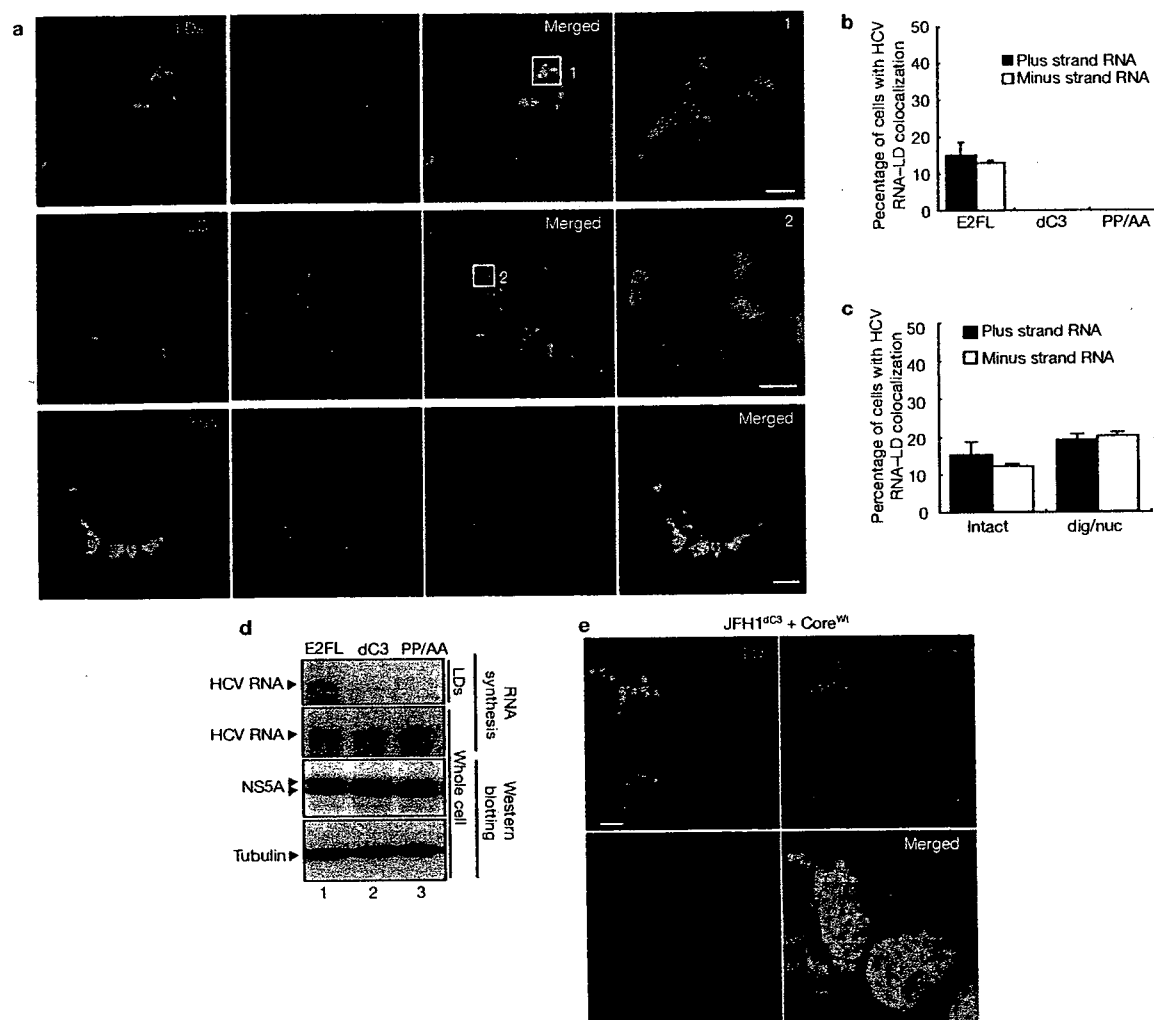 a
LDs
Merged
1
1
Merged
2
2
Merged
b
Pecentage of cells with HCV
RNA–LD colocalization
50
40
30
20
10
0
Plus strand RNA
Minus strand RNA
E2FL
dC3
PP/AA
c
Percentage of cells with HCV
RNA–LD colocalization
50
40
30
20
10
0
Plus strand RNA
Minus strand RNA
Intact
dig/nuc
d
E2FL dC3 PP/AA
HCV RNA
LDs
RNA
synthesis
HCV RNA
Whole cell
NS5A
Western
blotting
Tubulin
1 2 3
e
JFH1dC3 + CoreWt
Merged